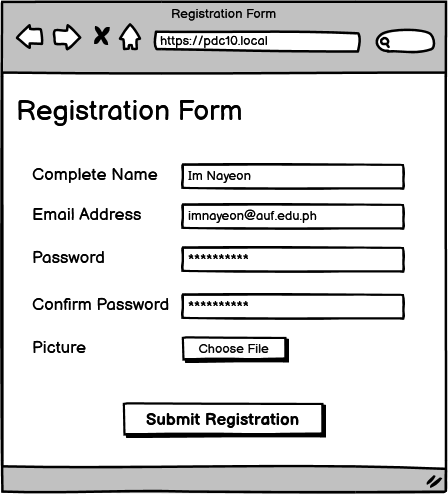 Registration Form
https://pdc10.local
Registration Form
Complete Name Im Nayeon
Email Address imnayeon@auf.edu.ph
Password **********
Confirm Password **********
Picture Choose File
Submit Registration